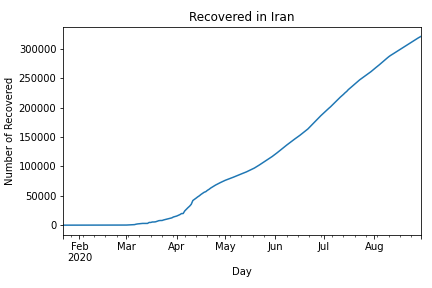 Recovered in Iran
300000
250000
200000
150000
100000
50000
0
Number of Recovered
Feb Mar Apr May Jun Jul Aug
2020
Day